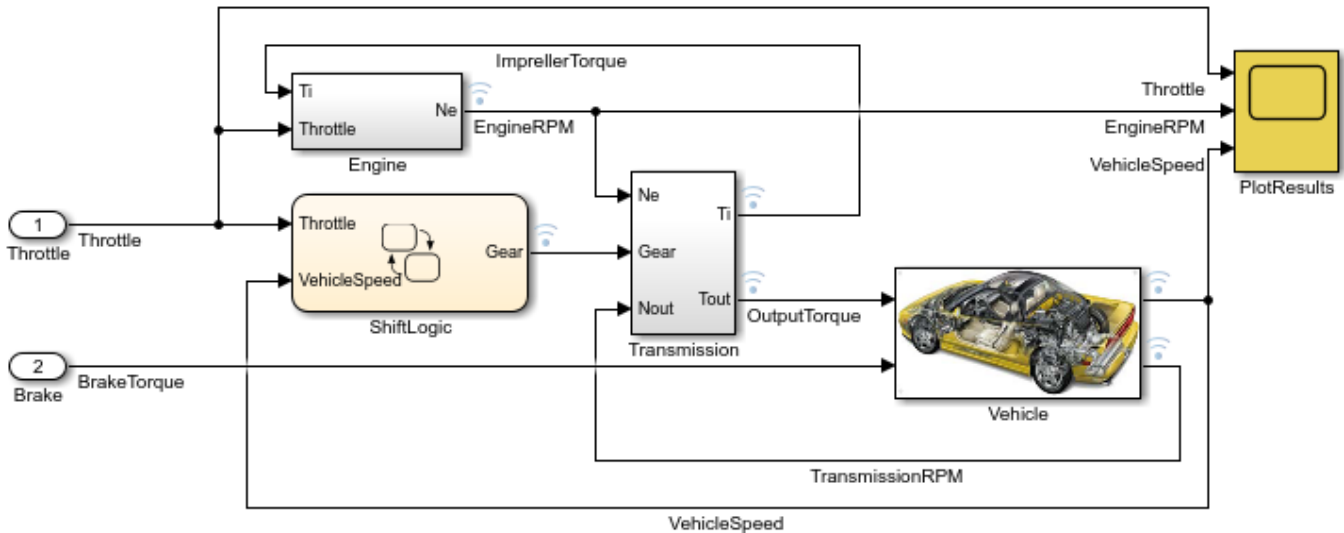 ImprellerTorque
Ti
Throttle
Ne
EngineRPM
Engine
Throttle
EngineRPM
VehicleSpeed
PlotResults
1
Throttle
Throttle
Throttle
VehicleSpeed
Gear
ShiftLogic
Ne
Gear
Nout
Ti
Tout
Transmission
OutputTorque
2
Brake
BrakeTorque
Vehicle
TransmissionRPM
VehicleSpeed